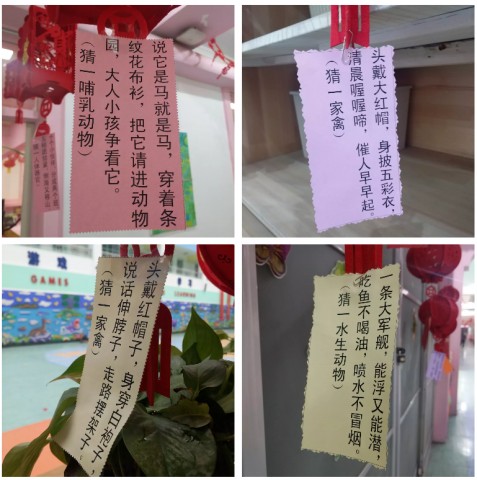 说它是马就是马，穿着条
纹花布衫，把它请进动物
园，大人小孩争看它。
（猜一哺乳动物）
头戴大红帽，身披五彩衣，
清晨喔喔啼，催人早早起。
（猜一家禽）
游戏
GAMES
LEARNING
头戴红帽子，身穿白袍子，
说话伸脖子，走路摆架子，
（猜一家禽）
一条大军舰，能浮又能潜，
吃鱼不喝油，喷水不冒烟。
（猜一水生动物）